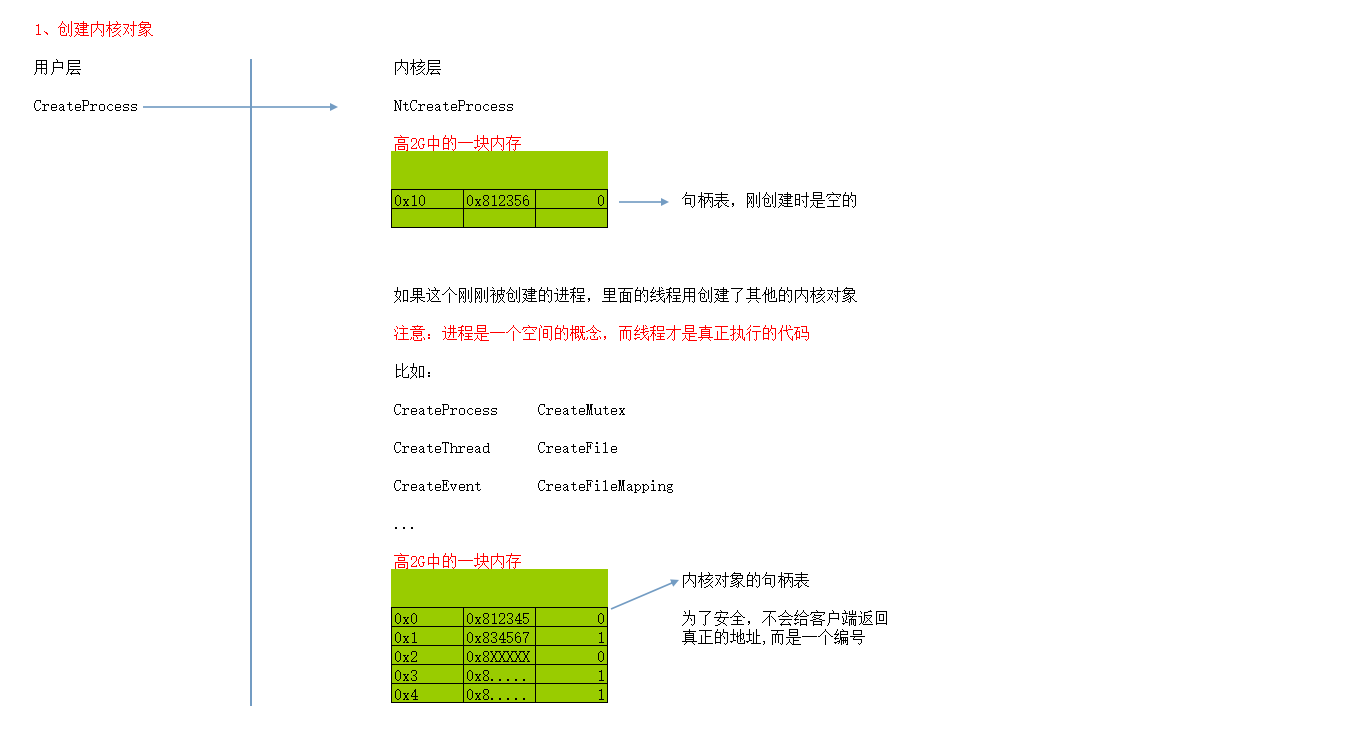 1、创建内核对象
用户层
内核层
CreateProcess
NtCreateProcess
高2G中的一块内存
0x10 0x812356 0
句柄表，刚创建时是空的
如果这个刚刚被创建的进程，里面的线程用创建了其他的内核对象
注意：进程是一个空间的概念，而线程才是真正执行的代码
比如：
CreateProcess CreateMutex
CreateThread CreateFile
CreateEvent CreateFileMapping
...
高2G中的一块内存
内核对象的句柄表
0x0 0x812345 0
0x1 0x834567 1
0x2 0x8XXXXX 0
0x3 0x8..... 1
0x4 0x8..... 1
为了安全，不会给客户端返回
真正的地址,而是一个编号